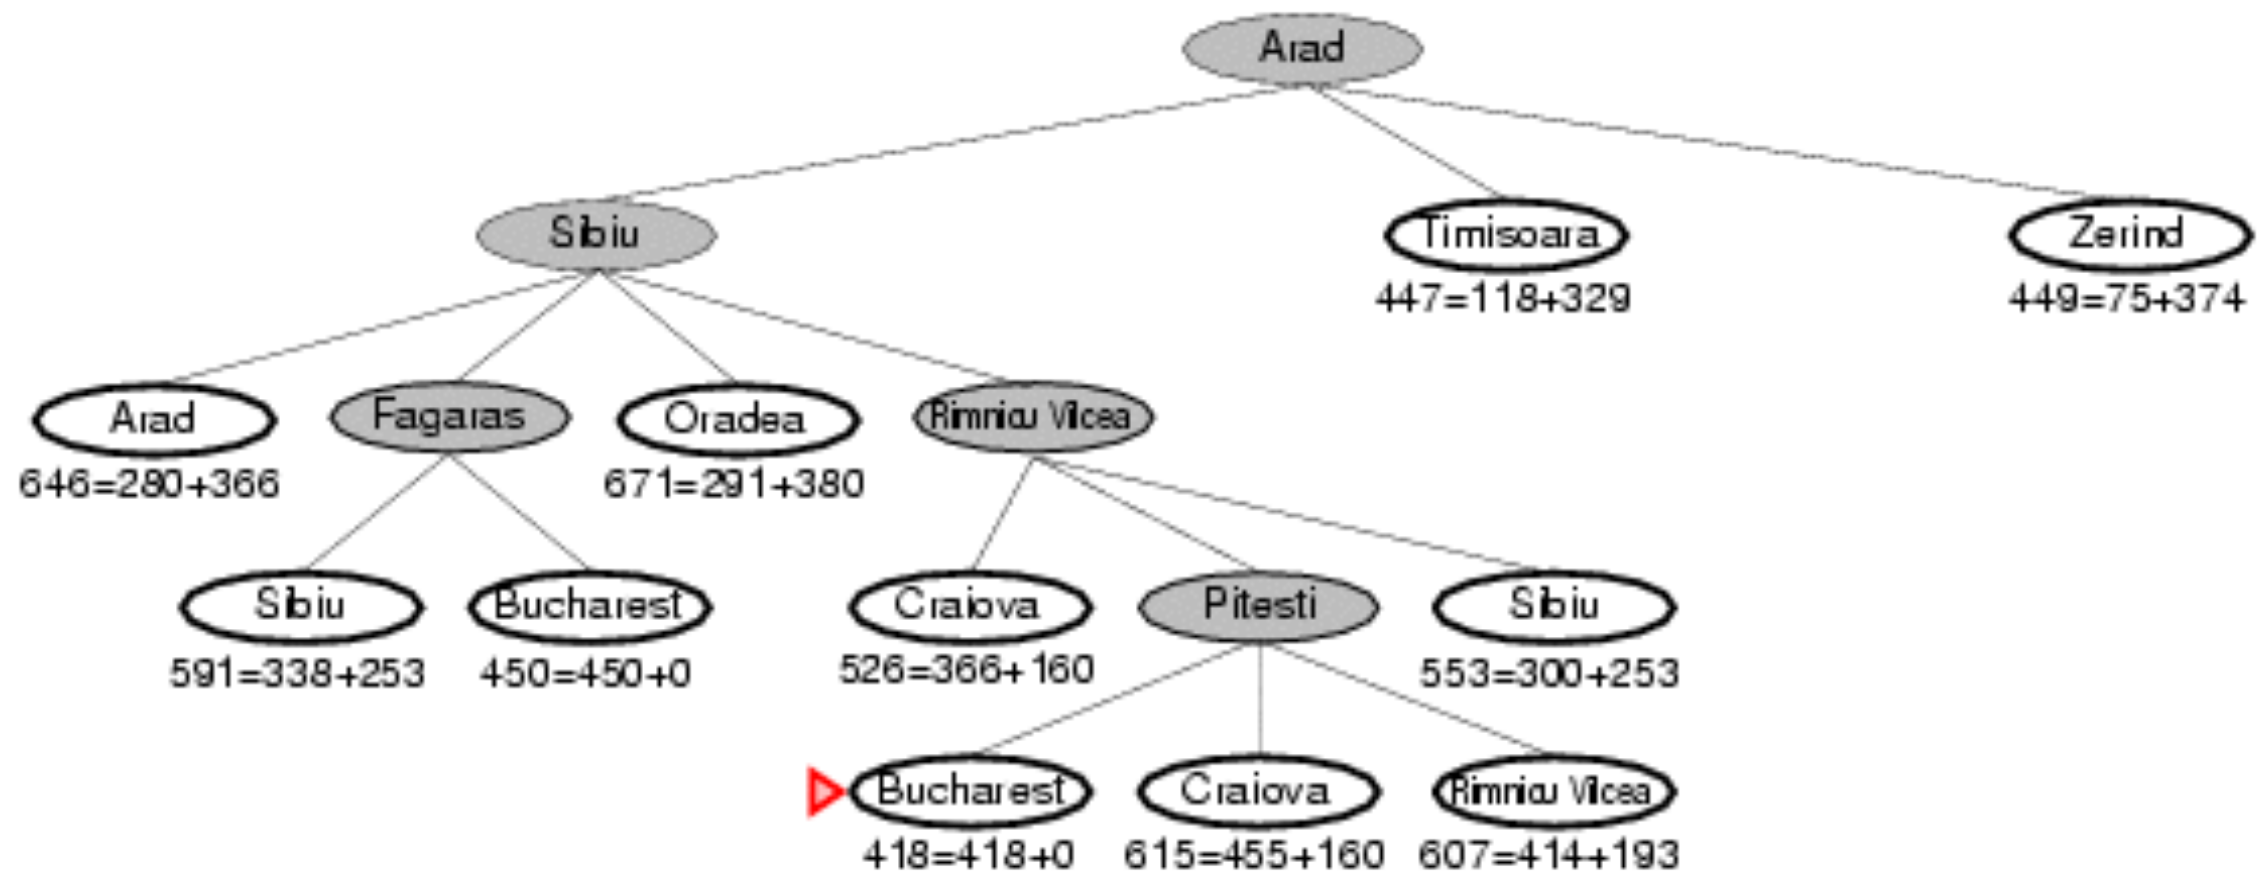 Arad
Sibiu
Timisoara
Zerind
447=118+329
449=75+374
Arad
Fagaras
Oradea
Rimnicu Vilcea
646=280+366
671=291+380
Sibiu
Bucharest
Craiova
Pitesti
Sibiu
591=338+253
450=450+0
526=366+160
553=300+253
Bucharest
Craiova
Rimnicu Vilcea
418=418+0
615=455+160
607=414+193